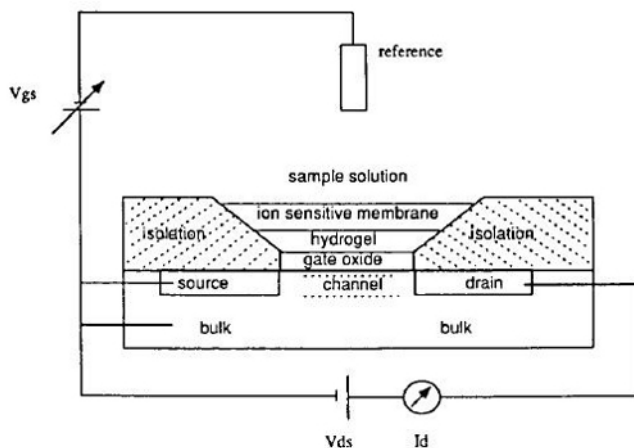 reference
Vgs
sample solution
ion sensitive membrane
isolation
isolation
hydrogel
gate oxide
source
channel
drain
bulk
bulk
Vds
Id